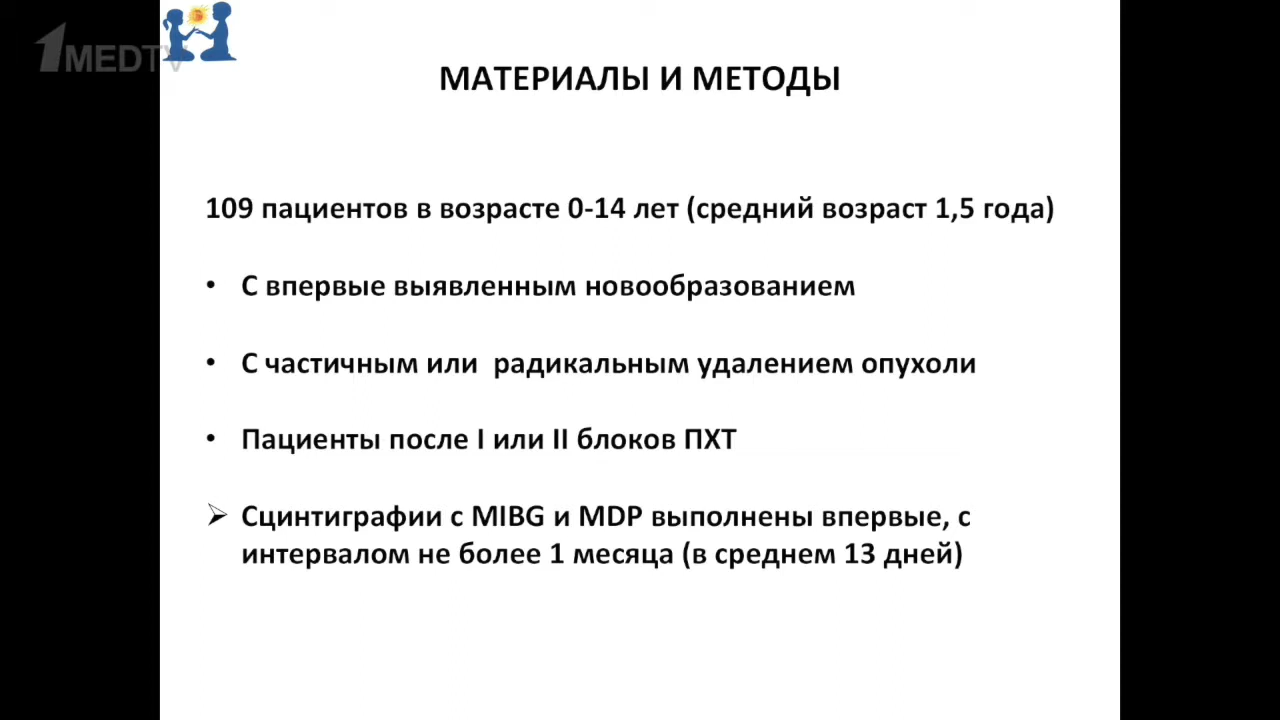 1MEDTV
МАТЕРИАЛЫ И МЕТОДЫ
109 пациентов в возрасте 0-14 лет (средний возраст 1,5 года)
• С впервые выявленным новообразованием
• С частичным или радикальным удалением опухоли
• Пациенты после I или II блоков ПХТ
➢ Сцинтиграфии с MIBG и MDP выполнены впервые, с
интервалом не более 1 месяца (в среднем 13 дней)